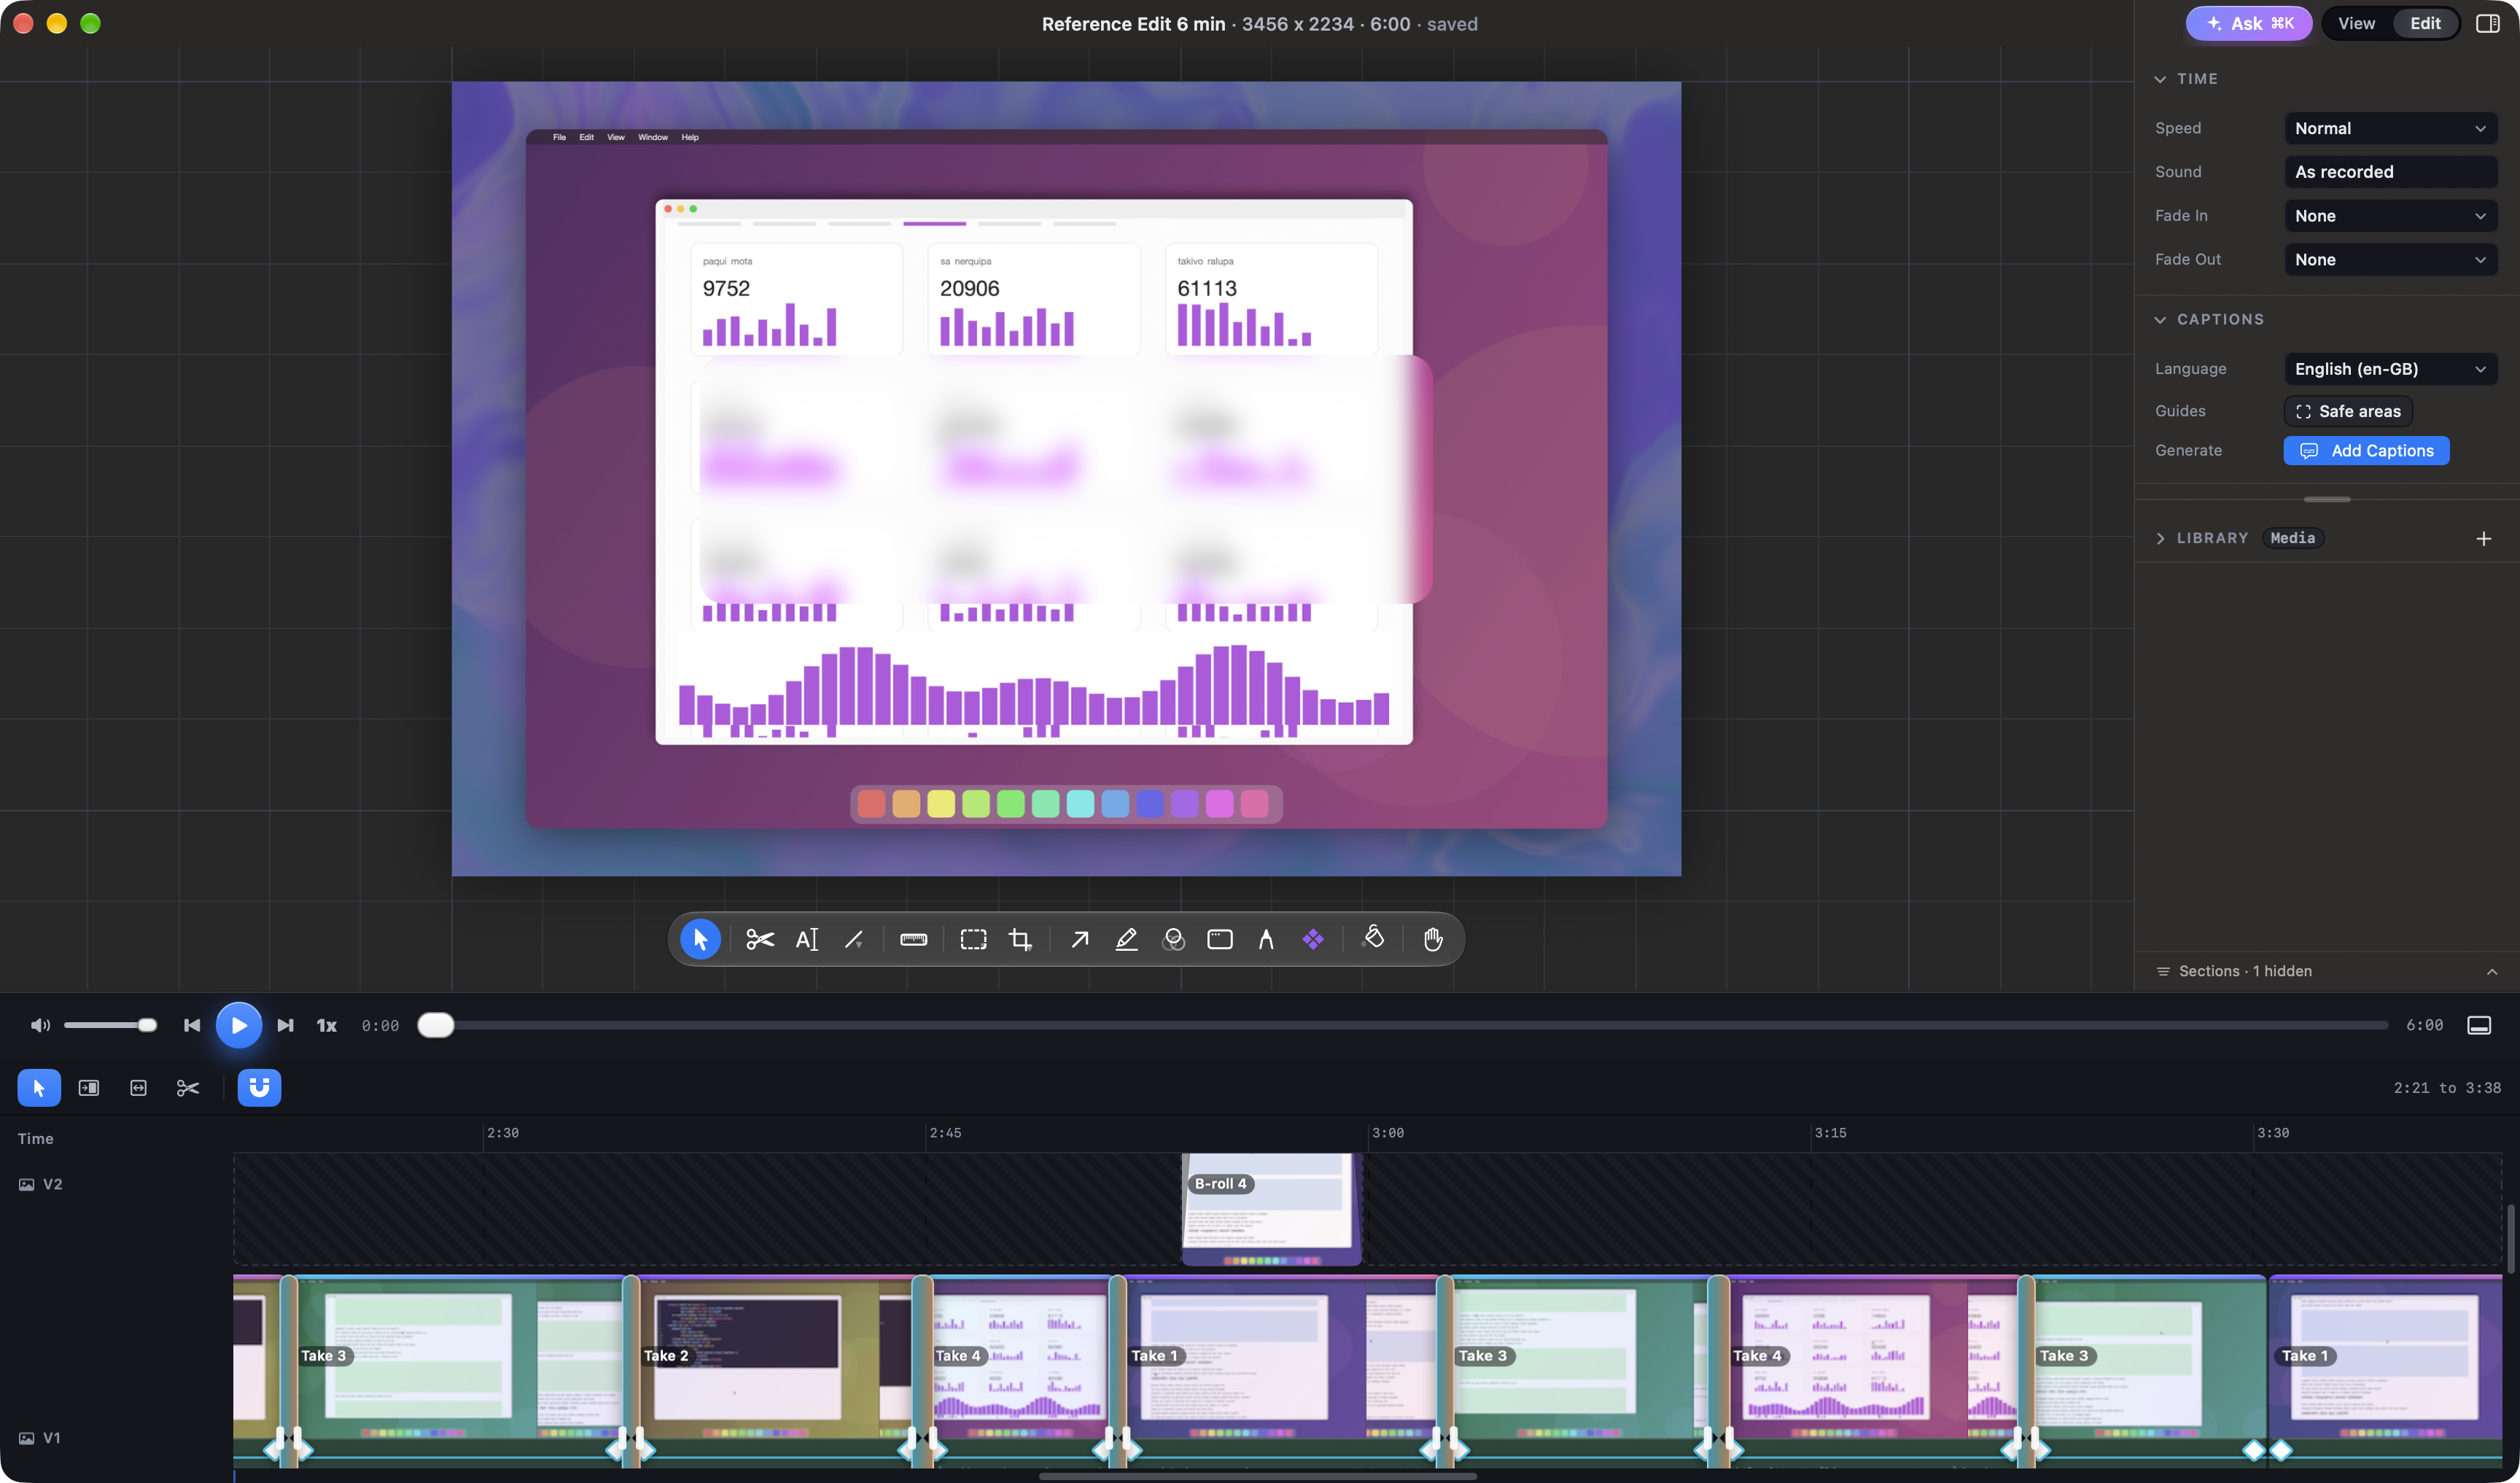 Reference Edit 6 min · 3456 x 2234 · 6:00 · saved
Ask ⌘K
View
Edit
File Edit View Window Help
paqui mota
9752
sa nerquipa
20906
takivo ralupa
61113
TIME
Speed
Normal
Sound
As recorded
Fade In
None
Fade Out
None
CAPTIONS
Language
English (en-GB)
Guides
Safe areas
Generate
Add Captions
LIBRARY
Media
Sections · 1 hidden
1x
0:00
6:00
2:21 to 3:38
Time
2:30
2:45
3:00
3:15
3:30
V2
B-roll 4
Take 3
Take 2
Take 4
Take 1
Take 3
Take 4
Take 3
Take 1
V1